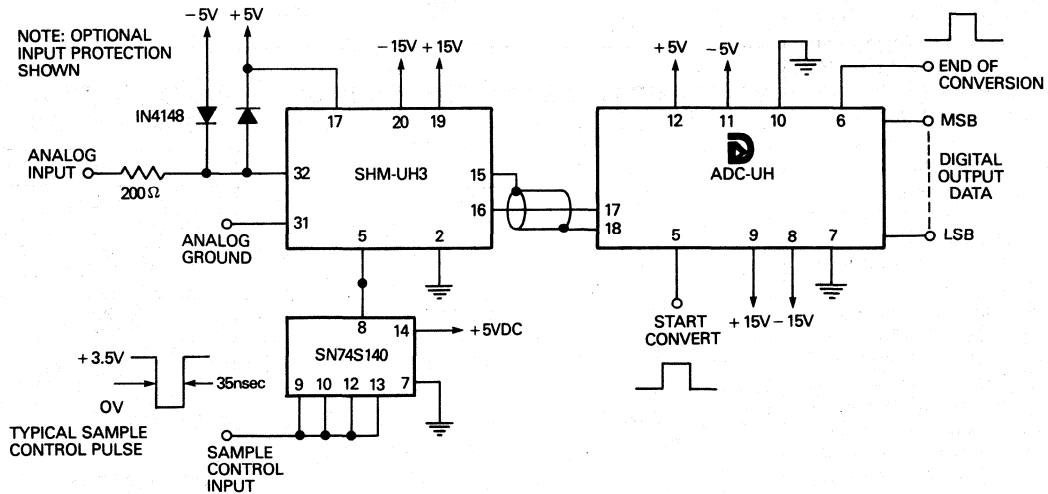 NOTE: OPTIONAL
INPUT PROTECTION
SHOWN
−5V
+5V
IN4148
ANALOG
INPUT
200Ω
ANALOG
GROUND
−15V
+15V
17
20
19
32
SHM-UH3
15
16
31
5
2
+5V
−5V
12
11
10
6
D
ADC-UH
17
18
5
9
8
7
END OF
CONVERSION
MSB
DIGITAL
OUTPUT
DATA
LSB
START
CONVERT
+15V
−15V
8
14
+5VDC
SN74S140
9
10
12
13
7
+3.5V
35nsec
0V
TYPICAL SAMPLE
CONTROL PULSE
SAMPLE
CONTROL
INPUT